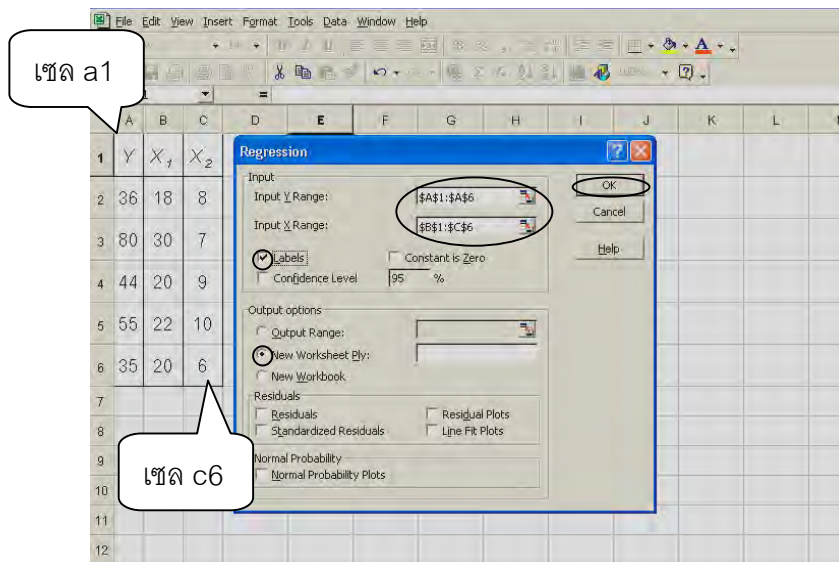 File Edit View Insert Format Tools Data Window Help
เซล a1
=
A B C D E F G H I J K L
1 Y X1 X2
2 36 18 8
3 80 30 7
4 44 20 9
5 55 22 10
6 35 20 6
7
8
9
10
11
12
เซล c6
Regression
Input
Input Y Range: $A$1:$A$6
Input X Range: $B$1:$C$6
Labels Constant is Zero
Confidence Level 95 %
OK
Cancel
Help
Output options
Output Range:
New Worksheet Ply:
New Workbook
Residuals
Residuals Residual Plots
Standardized Residuals Line Fit Plots
Normal Probability
Normal Probability Plots